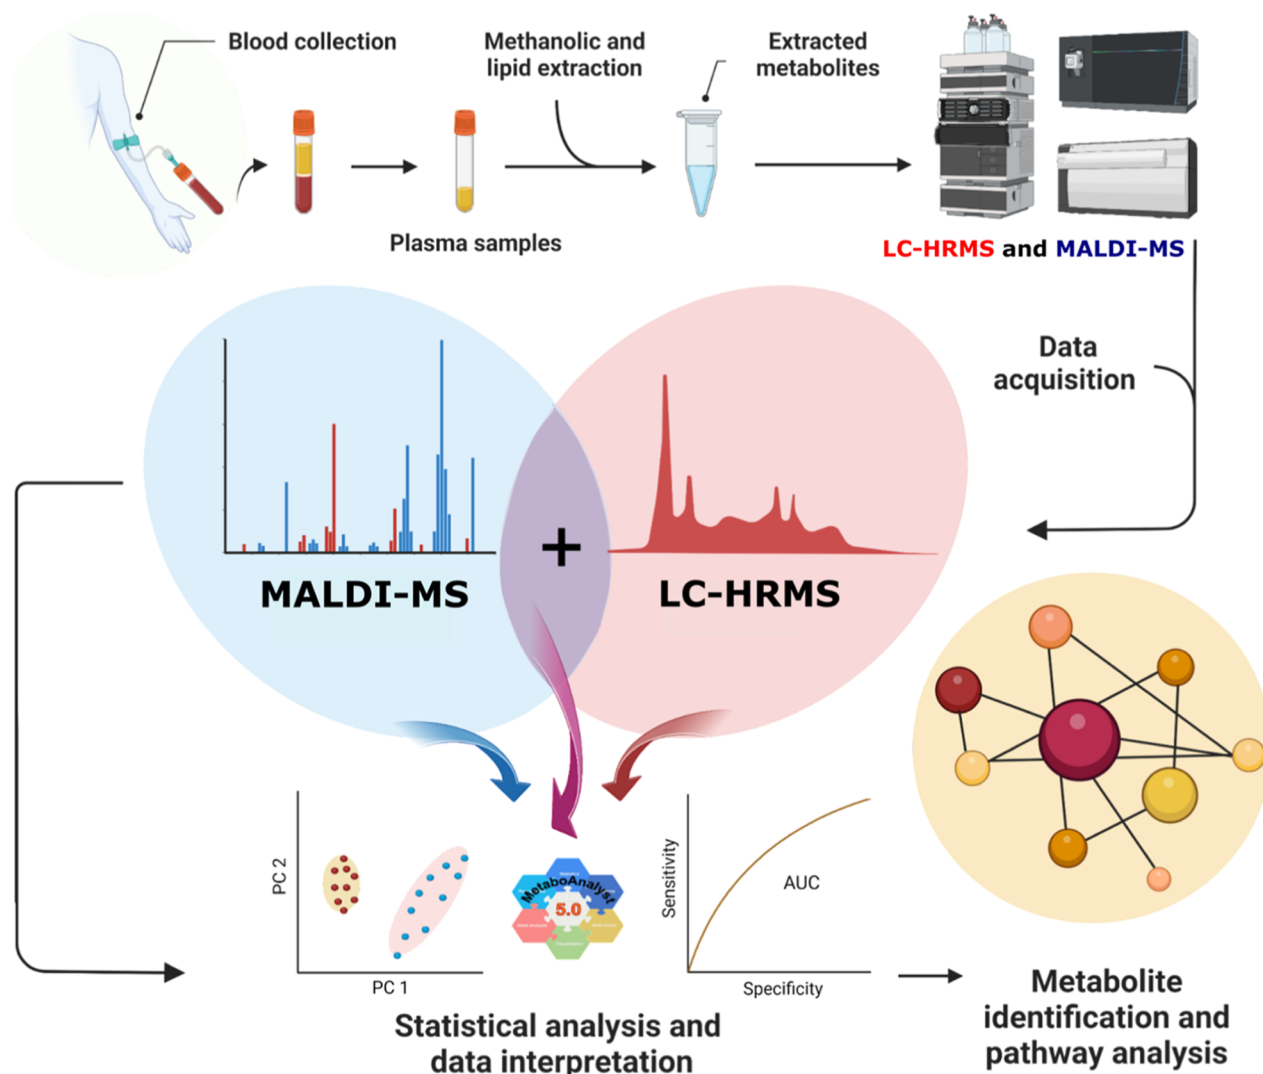 Blood collection
Methanolic and
lipid extraction
Extracted
metabolites
Plasma samples
LC-HRMS and MALDI-MS
Data
acquisition
MALDI-MS
+
LC-HRMS
PC 2
PC 1
MetaboAnalyst
5.0
Sensitivity
AUC
Specificity
Statistical analysis and
data interpretation
Metabolite
identification and
pathway analysis